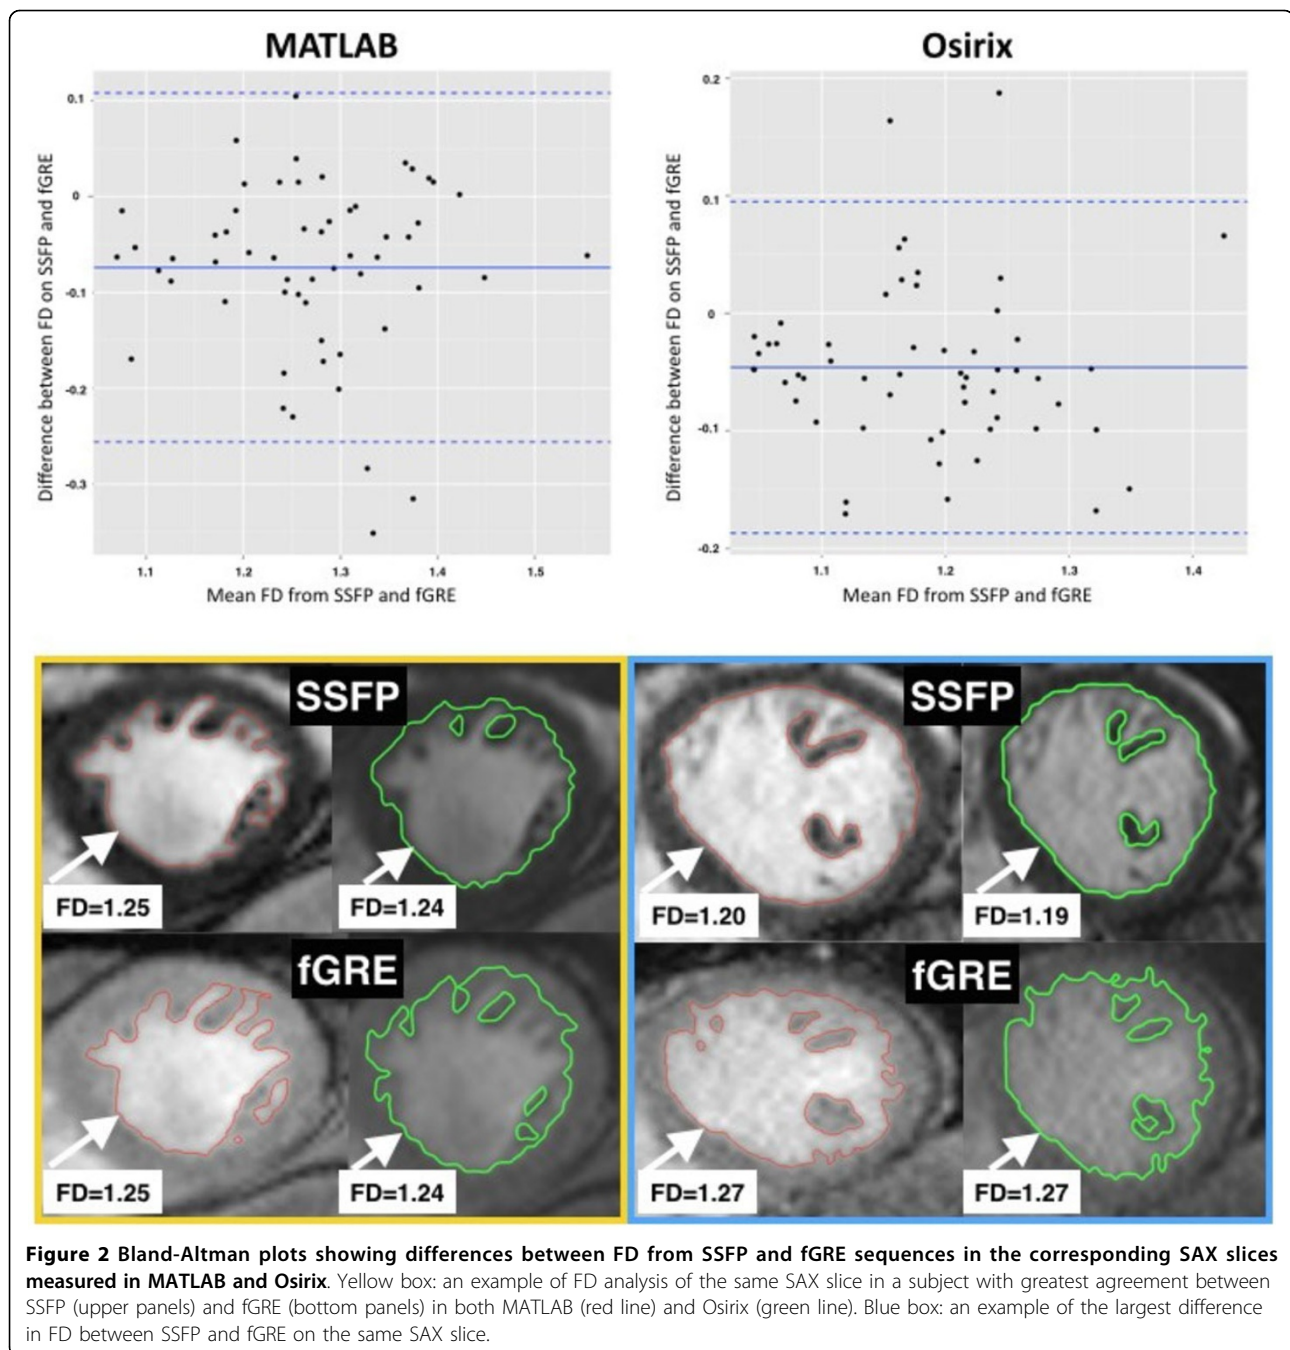 MATLAB
Difference between FD on SSFP and fGRE
0.1
0
-0.1
-0.2
-0.3
1.1 1.2 1.3 1.4 1.5
Mean FD from SSFP and fGRE
Osirix
Difference between FD on SSFP and fGRE
0.2
0.1
0
-0.1
-0.2
1.1 1.2 1.3 1.4
Mean FD from SSFP and fGRE
SSFP
FD=1.25
FD=1.24
fGRE
FD=1.25
FD=1.24
SSFP
FD=1.20
FD=1.19
fGRE
FD=1.27
FD=1.27
Figure 2 Bland-Altman plots showing differences between FD from SSFP and fGRE sequences in the corresponding SAX slices
measured in MATLAB and Osirix. Yellow box: an example of FD analysis of the same SAX slice in a subject with greatest agreement between
SSFP (upper panels) and fGRE (bottom panels) in both MATLAB (red line) and Osirix (green line). Blue box: an example of the largest difference
in FD between SSFP and fGRE on the same SAX slice.